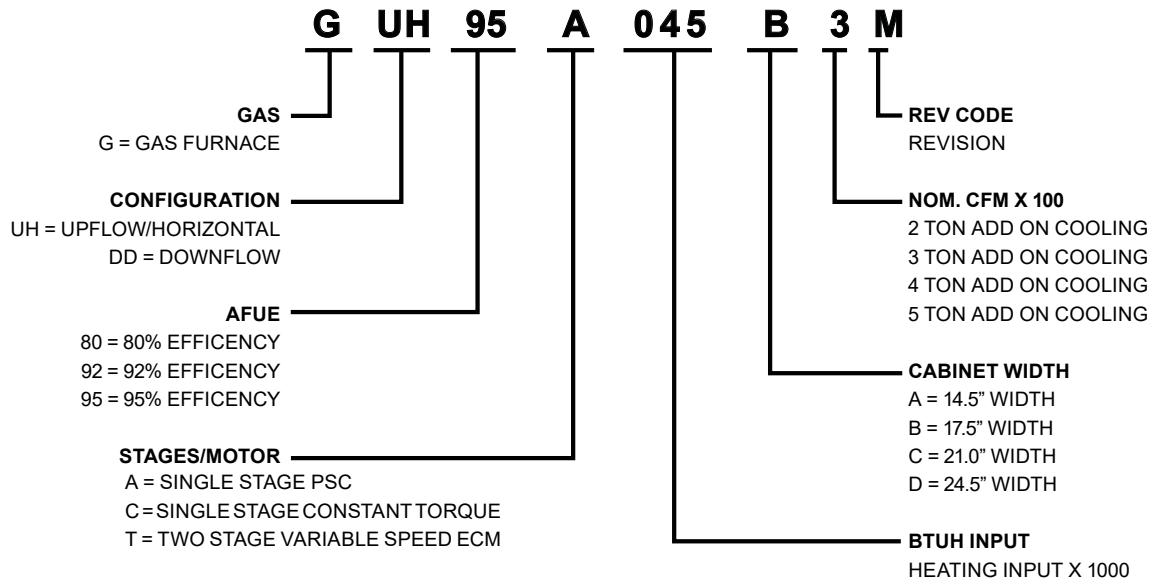 G UH 95 A 045 B 3 M
GAS
G = GAS FURNACE
CONFIGURATION
UH = UPFLOW/HORIZONTAL
DD = DOWNFLOW
AFUE
80 = 80% EFFICENCY
92 = 92% EFFICENCY
95 = 95% EFFICENCY
STAGES/MOTOR
A = SINGLE STAGE PSC
C = SINGLE STAGE CONSTANT TORQUE
T = TWO STAGE VARIABLE SPEED ECM
REV CODE
REVISION
NOM. CFM X 100
2 TON ADD ON COOLING
3 TON ADD ON COOLING
4 TON ADD ON COOLING
5 TON ADD ON COOLING
CABINET WIDTH
A = 14.5” WIDTH
B = 17.5” WIDTH
C = 21.0” WIDTH
D = 24.5” WIDTH
BTUH INPUT
HEATING INPUT X 1000